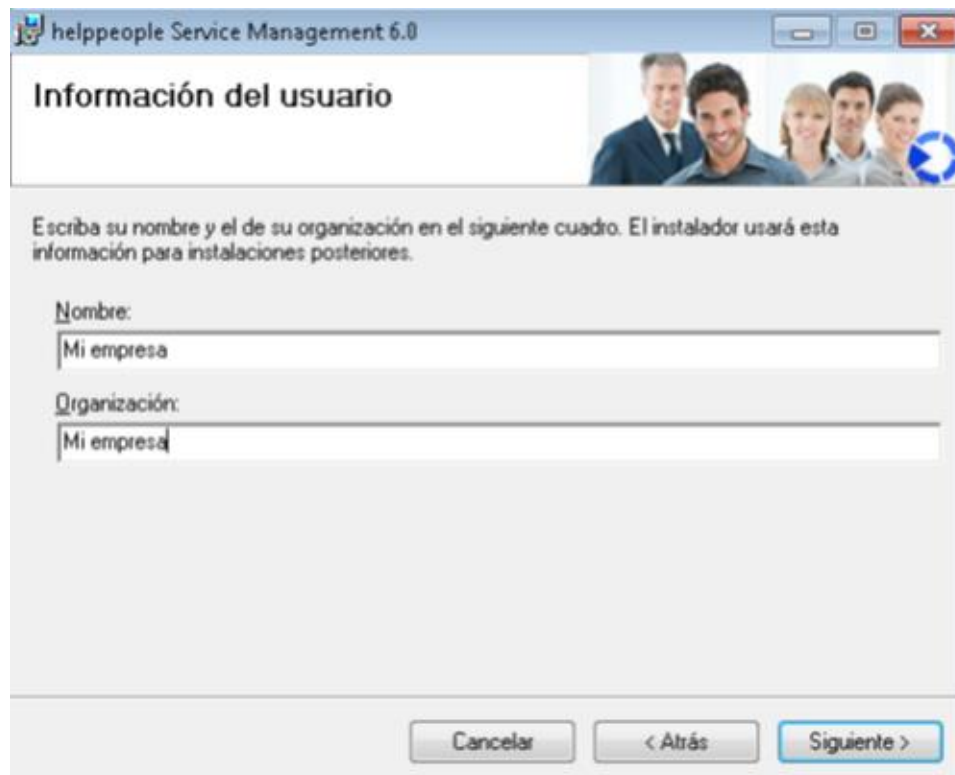 helppeople Service Management 6.0
Información del usuario
Escriba su nombre y el de su organización en el siguiente cuadro. El instalador usará esta
información para instalaciones posteriores.
Nombre:
Mi empresa
Organización:
Mi empresa
Cancelar
< Atrás
Siguiente >